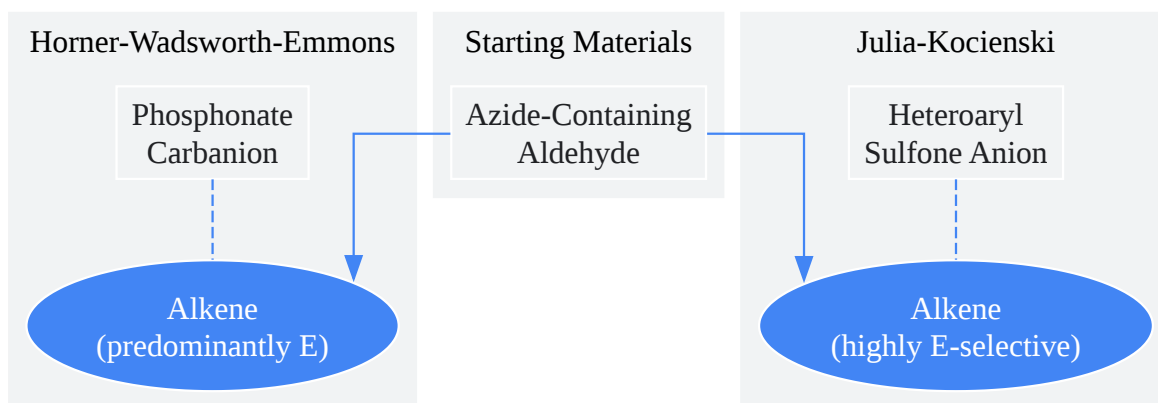 Horner-Wadsworth-Emmons
Phosphonate
Carbanion
Alkene
(predominantly E)
Starting Materials
Azide-Containing
Aldehyde
Julia-Kocienski
Heteroaryl
Sulfone Anion
Alkene
(highly E-selective)